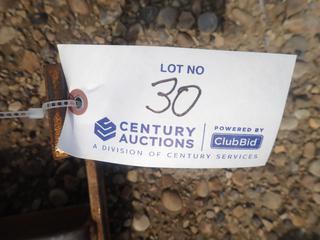 LOT NO
30
CENTURY
AUCTIONS
POWERED BY
ClubBid
A DIVISION OF CENTURY SERVICES